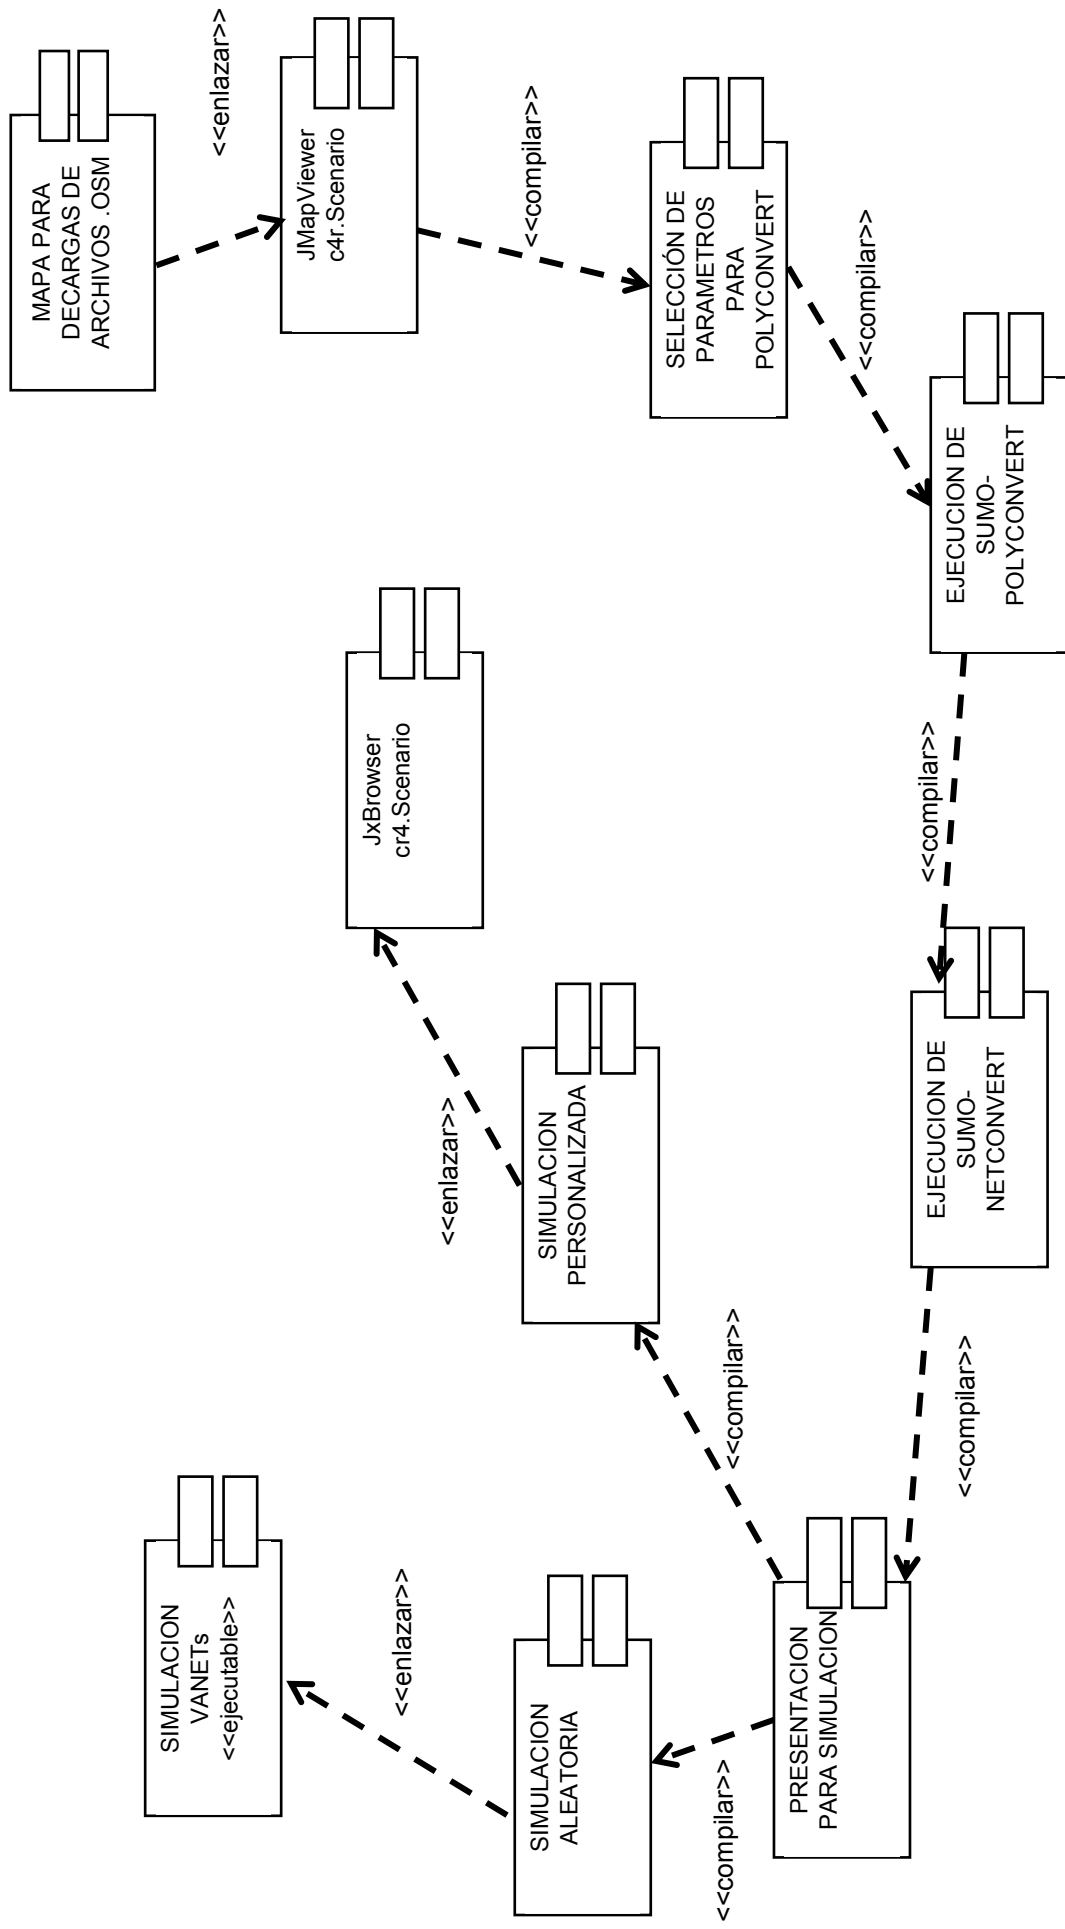 MAPA PARA
DECARGAS DE
ARCHIVOS .OSM
<<enlazar>>
JMapViewer
c4r.Scenario
<<compilar>>
SELECCIÓN DE
PARAMETROS
PARA
POLYCONVERT
<<compilar>>
EJECUCION DE
SUMO-
POLYCONVERT
<<compilar>>
EJECUCION DE
SUMO-
NETCONVERT
<<compilar>>
PRESENTACION
PARA SIMULACION
<<compilar>>
SIMULACION
PERSONALIZADA
<<enlazar>>
JxBrowser
cr4.Scenario
<<compilar>>
SIMULACION
ALEATORIA
<<enlazar>>
SIMULACION
VANETs
<<ejecutable>>